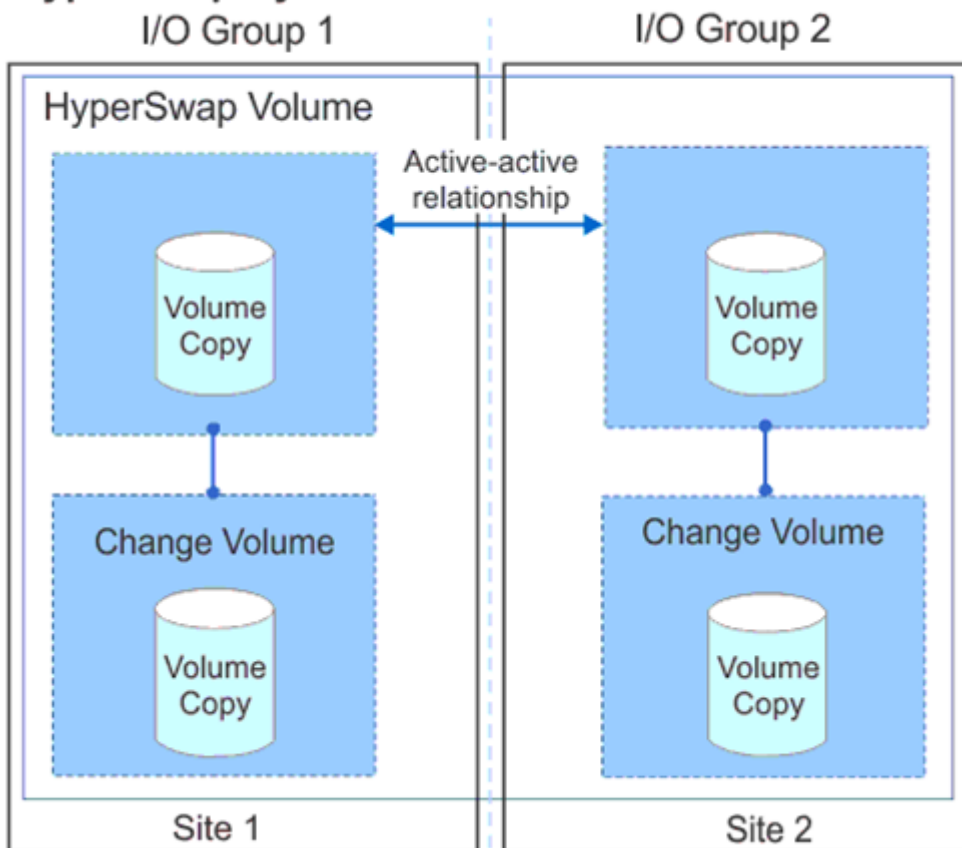 I/O Group 1
I/O Group 2
HyperSwap Volume
Active-active
relationship
Volume
Copy
Volume
Copy
Change Volume
Change Volume
Volume
Copy
Volume
Copy
Site 1
Site 2